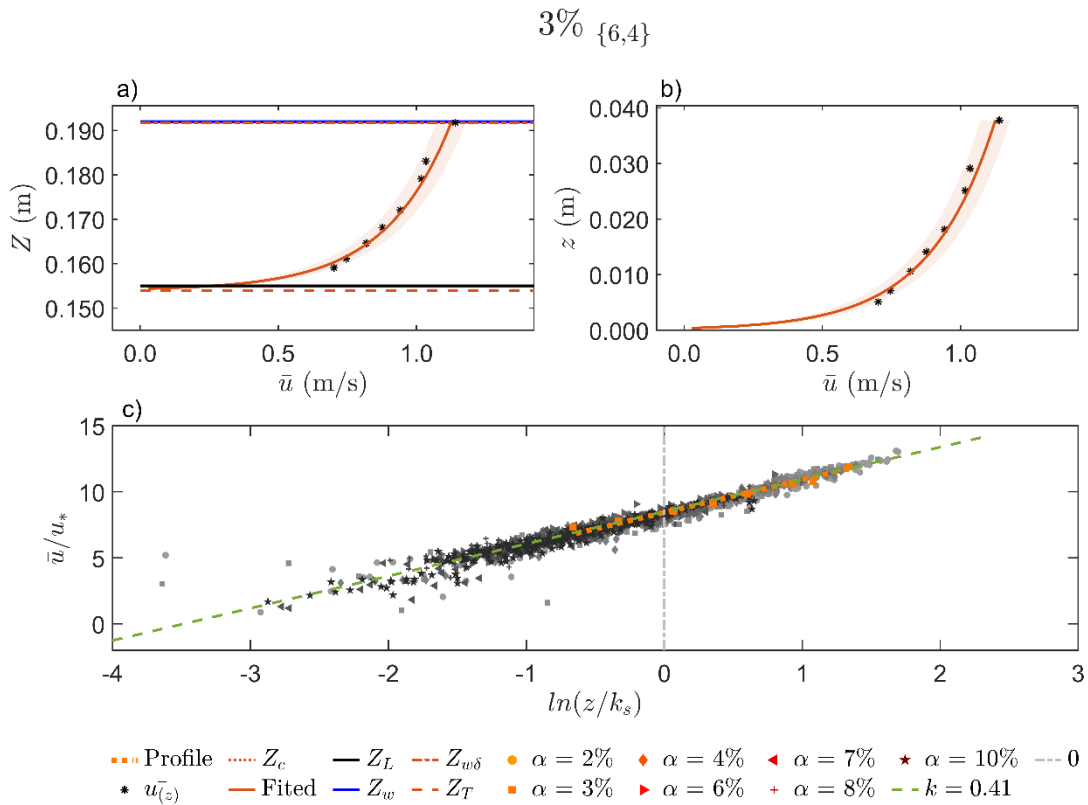 3% {6,4}
a)
b)
0.190
0.180
0.170
0.160
0.150
Z (m)
0.0 0.5 1.0
ū (m/s)
0.040
0.030
0.020
0.010
0.000
z (m)
0.0 0.5 1.0
ū (m/s)
c)
15
10
5
0
ū/u*
-4 -3 -2 -1 0 1 2 3
ln(z/ks)
Profile Zc ZL Zwδ α = 2% α = 4% α = 7% α = 10% 0
ū(z) Fited Zw ZT α = 3% α = 6% α = 8% k = 0.41